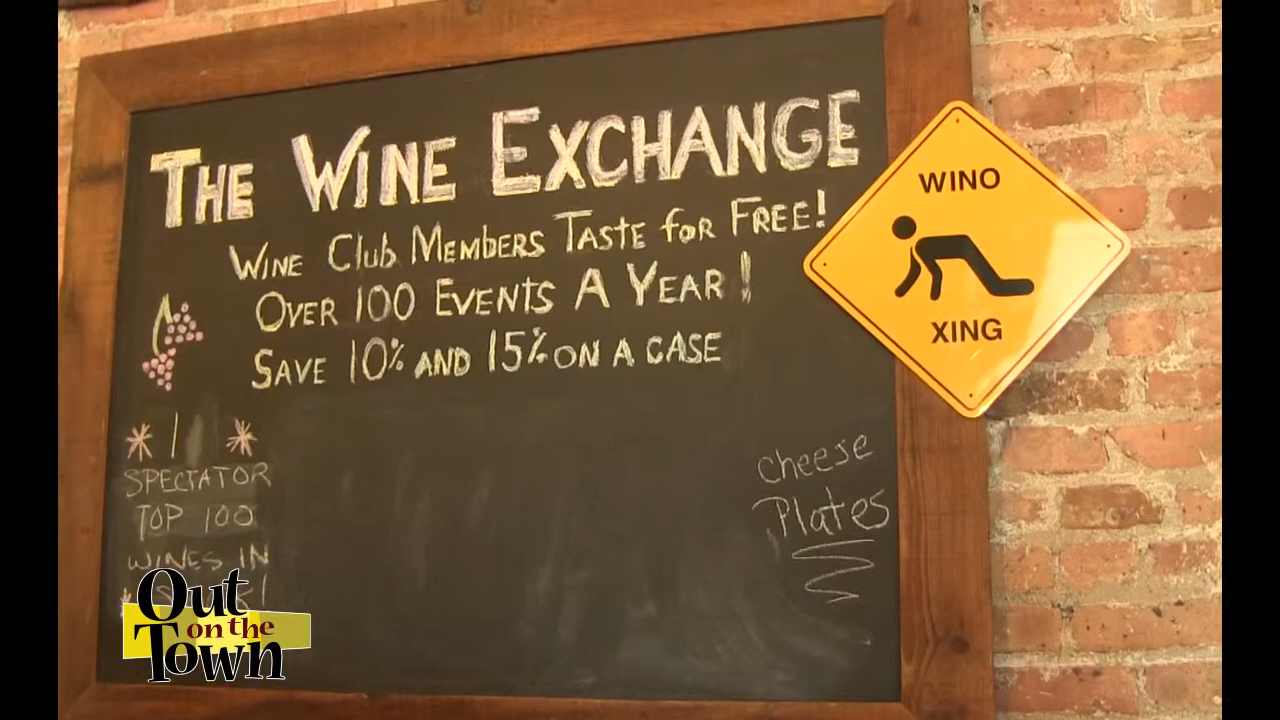 THE WINE EXCHANGE
WINE Club MEMBERS TASTE foR FREE!
OVER 100 EVENTS A YEAR!
SAVE 10% AND 15% ON A CASE
* 1 *
SPECTATOR
TOP 100
WINES IN
cheese
Plates
WINO
XING
Out
on the
Town